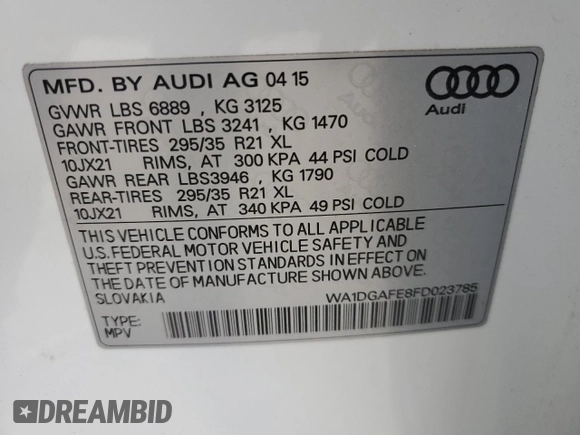 MFD. BY AUDI AG 04 15
Audi
GVWR LBS 6889 , KG 3125
GAWR FRONT LBS 3241 , KG 1470
FRONT-TIRES 295/35 R21 XL
10JX21 RIMS, AT 300 KPA 44 PSI COLD
GAWR REAR LBS3946 , KG 1790
REAR-TIRES 295/35 R21 XL
10JX21 RIMS, AT 340 KPA 49 PSI COLD
THIS VEHICLE CONFORMS TO ALL APPLICABLE
U.S. FEDERAL MOTOR VEHICLE SAFETY AND
THEFT PREVENTION STANDARDS IN EFFECT ON
THE DATE OF MANUFACTURE SHOWN ABOVE.
SLOVAKIA
WA1DGAFE8FD023785
TYPE:
MPV
DREAMBID